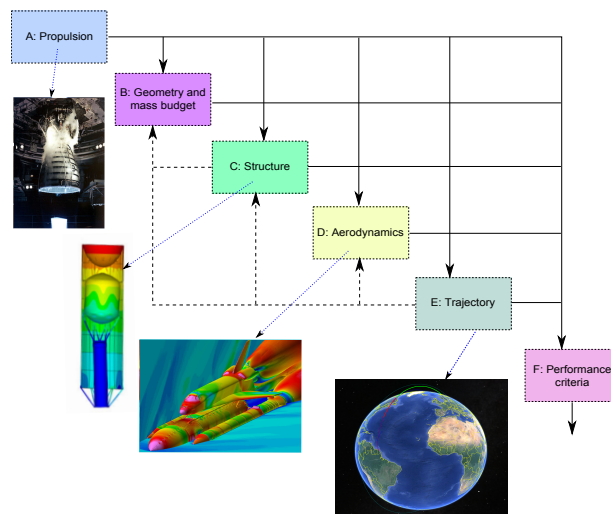 A: Propulsion
B: Geometry and
mass budget
C: Structure
D: Aerodynamics
E: Trajectory
F: Performance
criteria